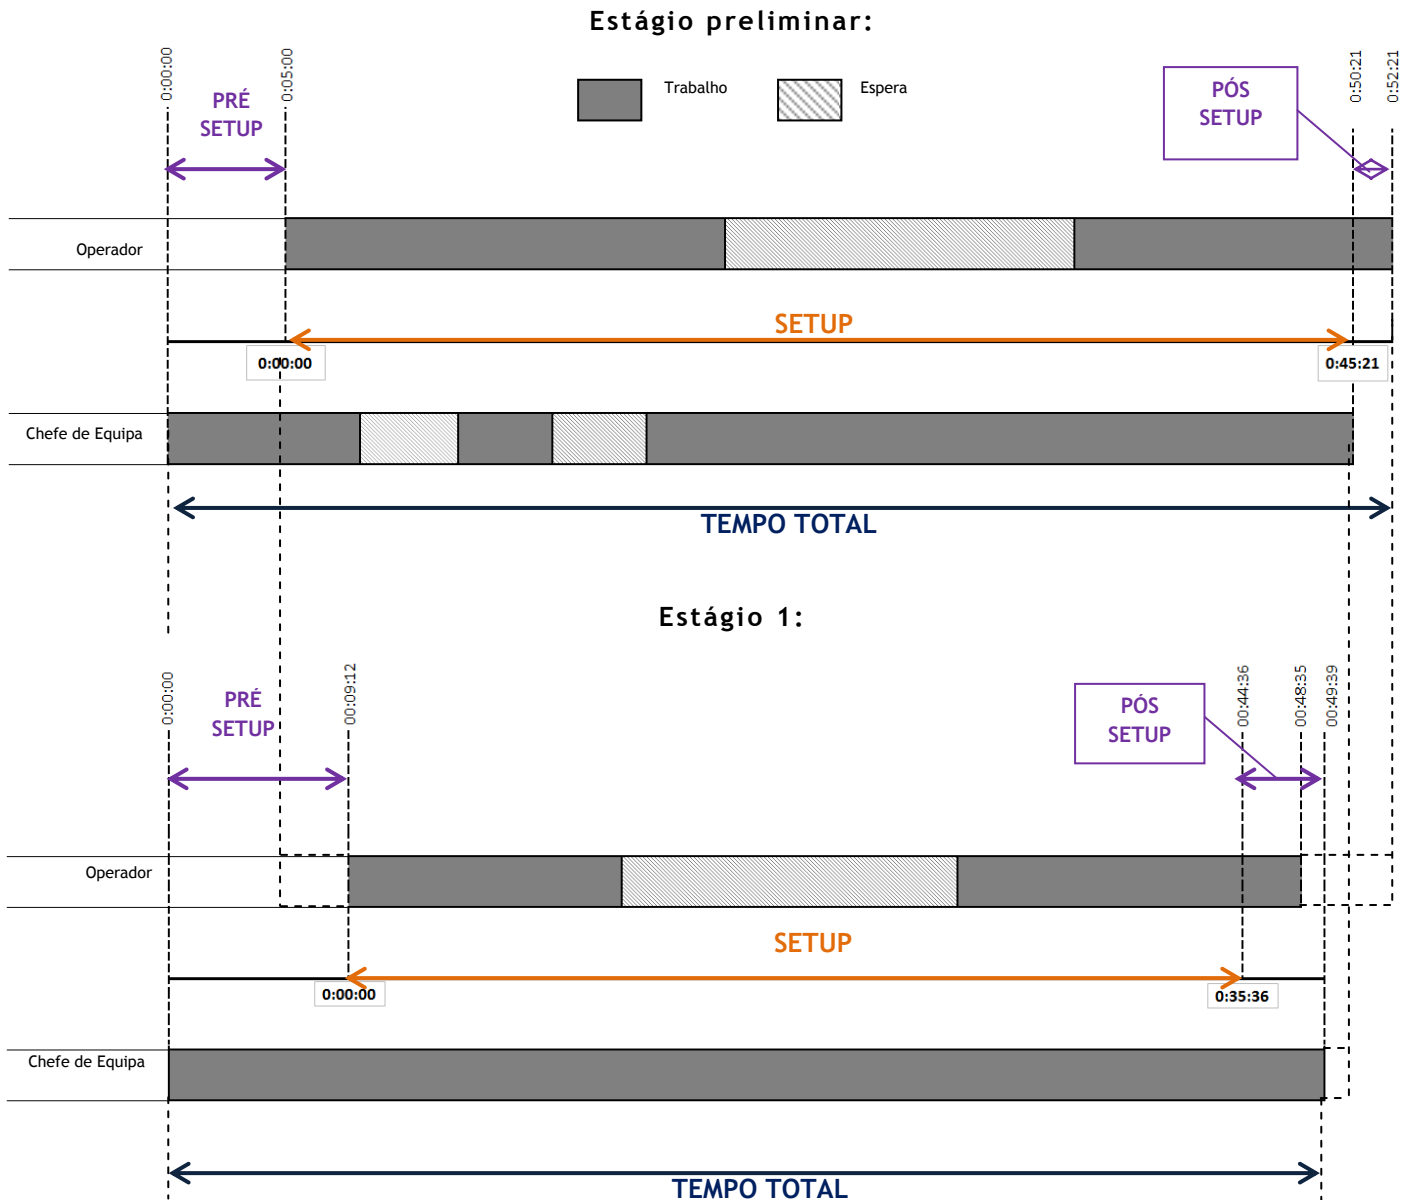 Estágio preliminar:
0:00:00
0:05:00
0:50:21
0:52:21
PRÉ
SETUP
Trabalho
Espera
PÓS
SETUP
Operador
SETUP
0:00:00
0:45:21
Chefe de Equipa
TEMPO TOTAL
Estágio 1:
0:00:00
00:09:12
00:44:36
00:48:35
00:49:39
PRÉ
SETUP
PÓS
SETUP
Operador
SETUP
0:00:00
0:35:36
Chefe de Equipa
TEMPO TOTAL